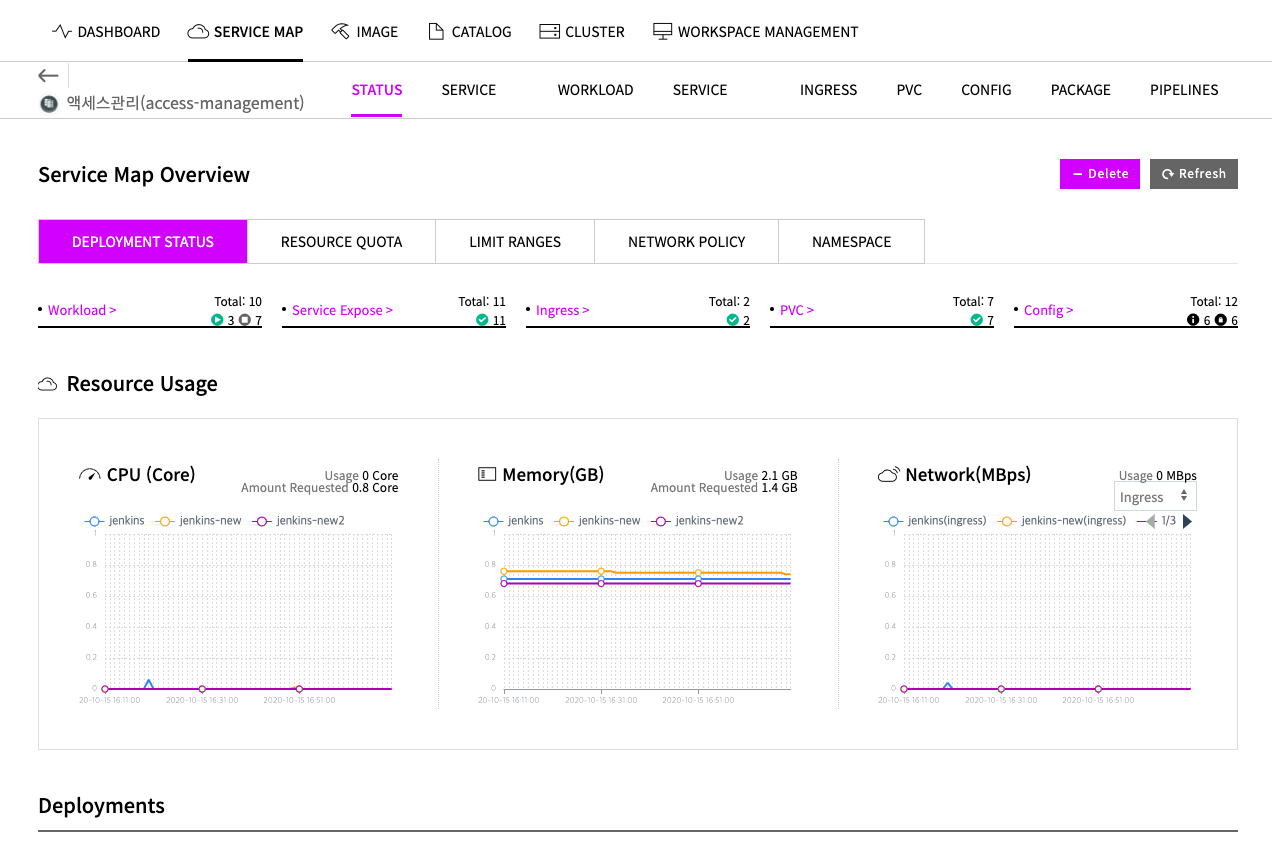 DASHBOARD SERVICE MAP IMAGE CATALOG CLUSTER WORKSPACE MANAGEMENT
액세스관리(access-management)
STATUS SERVICE WORKLOAD SERVICE INGRESS PVC CONFIG PACKAGE PIPELINES
Service Map Overview
Delete Refresh
DEPLOYMENT STATUS RESOURCE QUOTA LIMIT RANGES NETWORK POLICY NAMESPACE
Workload > Total: 10
3 7
Service Expose > Total: 11
11
Ingress > Total: 2
2
PVC > Total: 7
7
Config > Total: 12
6 6
Resource Usage
CPU (Core)
Usage 0 Core
Amount Requested 0.8 Core
jenkins jenkins-new jenkins-new2
1
0.8
0.6
0.4
0.2
0
20-10-15 16:11:00 2020-10-15 16:31:00 2020-10-15 16:51:00
Memory(GB)
Usage 2.1 GB
Amount Requested 1.4 GB
jenkins jenkins-new jenkins-new2
1
0.8
0.6
0.4
0.2
0
20-10-15 16:11:00 2020-10-15 16:31:00 2020-10-15 16:51:00
Network(MBps)
Usage 0 MBps
Ingress
jenkins(ingress) jenkins-new(ingress) 1/3
1
0.8
0.6
0.4
0.2
0
20-10-15 16:11:00 2020-10-15 16:31:00 2020-10-15 16:51:00
Deployments